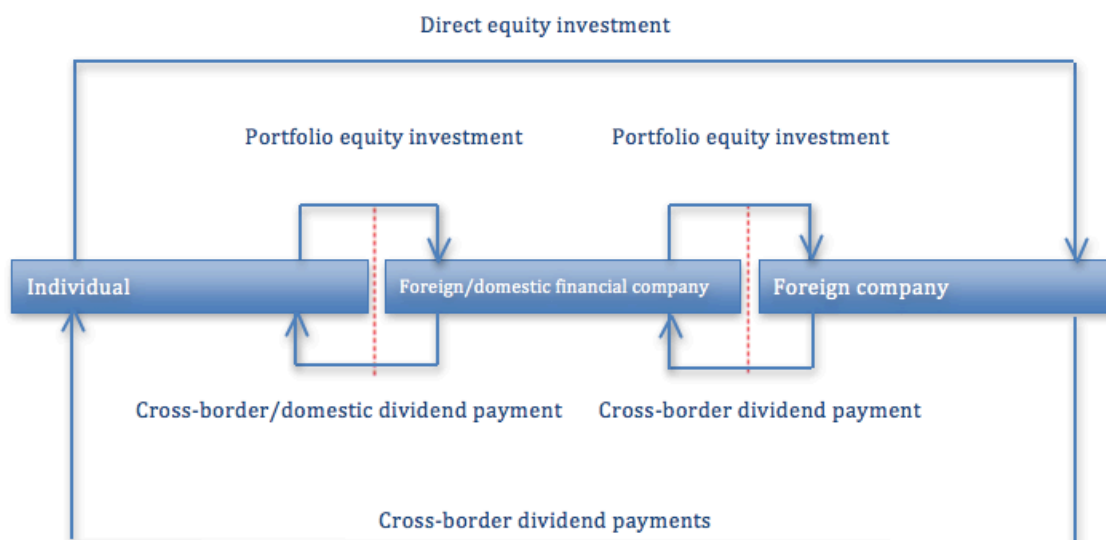 Direct equity investment
Portfolio equity investment
Portfolio equity investment
Individual
Foreign/domestic financial company
Foreign company
Cross-border/domestic dividend payment
Cross-border dividend payment
Cross-border dividend payments